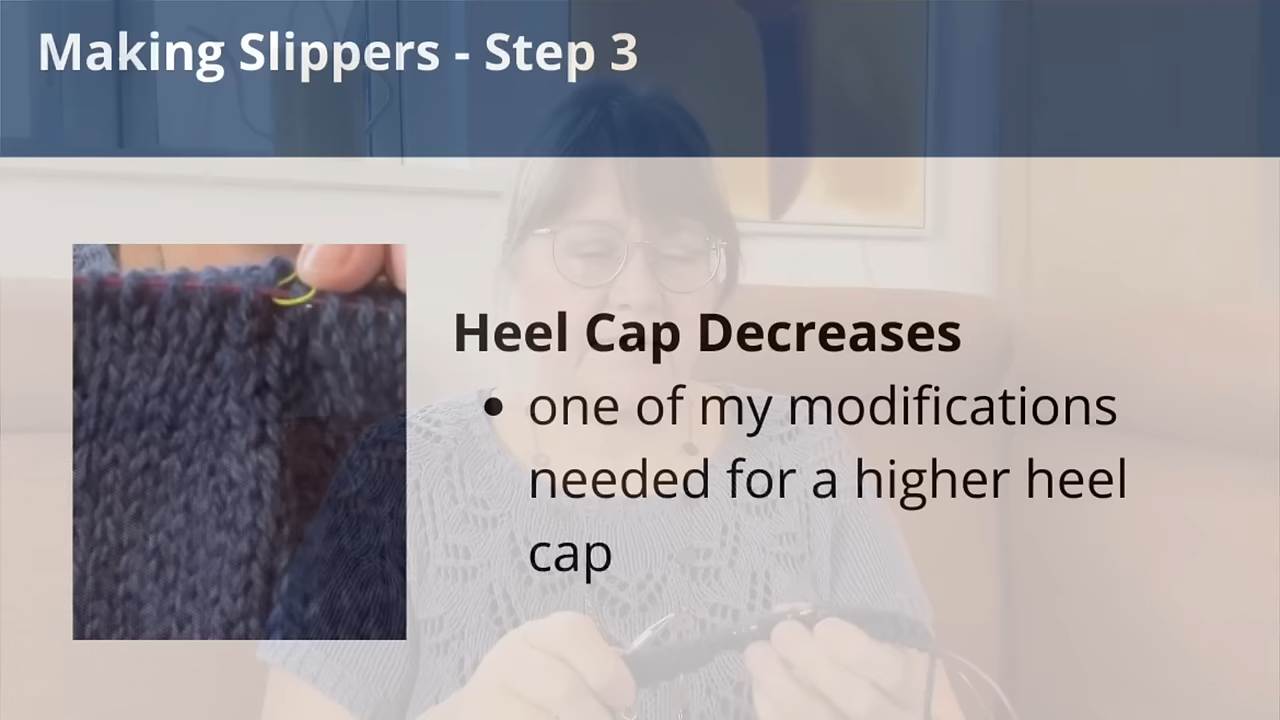 Making Slippers - Step 3
Heel Cap Decreases
• one of my modifications
needed for a higher heel
cap